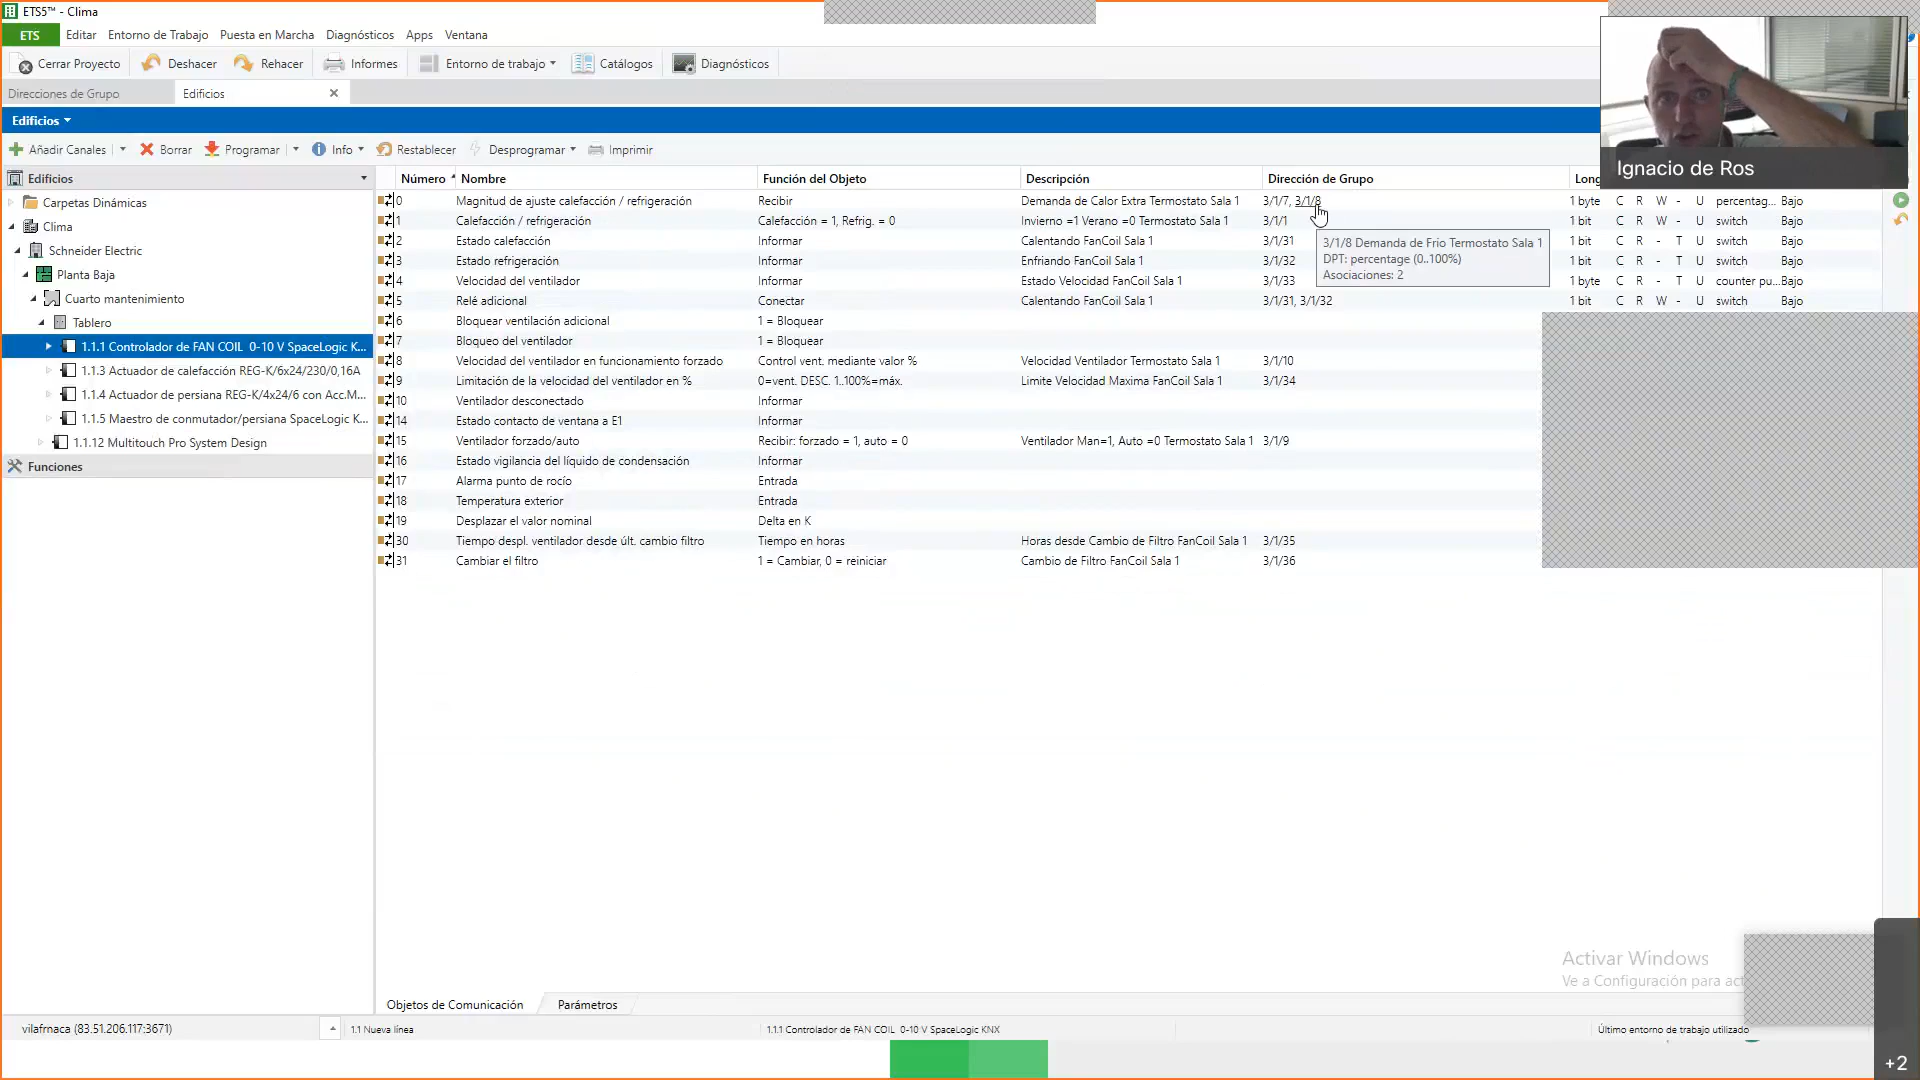 ETS5™ - Clima
ETS Editar Entorno de Trabajo Puesta en Marcha Diagnósticos Apps Ventana
Cerrar Proyecto Deshacer Rehacer Informes Entorno de trabajo Catálogos Diagnósticos
Direcciones de Grupo Edificios
Edificios
Añadir Canales Borrar Programar Info Restablecer Desprogramar Imprimir
Ignacio de Ros
Edificios
Carpetas Dinámicas
Clima
Schneider Electric
Planta Baja
Cuarto mantenimiento
Tablero
1.1.1 Controlador de FAN COIL 0-10 V SpaceLogic K...
1.1.3 Actuador de calefacción REG-K/6x24/230/0,16A
1.1.4 Actuador de persiana REG-K/4x24/6 con Acc.M...
1.1.5 Maestro de conmutador/persiana SpaceLogic K...
1.1.12 Multitouch Pro System Design
Funciones
Número Nombre Función del Objeto Descripción Dirección de Grupo Long
0 Magnitud de ajuste calefacción / refrigeración Recibir Demanda de Calor Extra Termostato Sala 1 3/1/7, 3/1/8 1 byte C R W - U percentag... Bajo
1 Calefacción / refrigeración Calefacción = 1, Refrig. = 0 Invierno =1 Verano =0 Termostato Sala 1 3/1/1 1 bit C R W - U switch Bajo
2 Estado calefacción Informar Calentando FanCoil Sala 1 3/1/31 1 bit C R - T U switch Bajo
3 Estado refrigeración Informar Enfriando FanCoil Sala 1 3/1/32 1 bit C R - T U switch Bajo
4 Velocidad del ventilador Informar Estado Velocidad FanCoil Sala 1 3/1/33 1 byte C R - T U counter pu... Bajo
5 Relé adicional Conectar Calentando FanCoil Sala 1 3/1/31, 3/1/32 1 bit C R W - U switch Bajo
6 Bloquear ventilación adicional 1 = Bloquear
7 Bloqueo del ventilador 1 = Bloquear
8 Velocidad del ventilador en funcionamiento forzado Control vent. mediante valor % Velocidad Ventilador Termostato Sala 1 3/1/10
9 Limitación de la velocidad del ventilador en % 0=vent. DESC. 1..100%=máx. Limite Velocidad Maxima FanCoil Sala 1 3/1/34
10 Ventilador desconectado Informar
14 Estado contacto de ventana a E1 Informar
15 Ventilador forzado/auto Recibir: forzado = 1, auto = 0 Ventilador Man=1, Auto =0 Termostato Sala 1 3/1/9
16 Estado vigilancia del líquido de condensación Informar
17 Alarma punto de rocío Entrada
18 Temperatura exterior Entrada
19 Desplazar el valor nominal Delta en K
30 Tiempo despl. ventilador desde últ. cambio filtro Tiempo en horas Horas desde Cambio de Filtro FanCoil Sala 1 3/1/35
31 Cambiar el filtro 1 = Cambiar, 0 = reiniciar Cambio de Filtro FanCoil Sala 1 3/1/36
3/1/8 Demanda de Frio Termostato Sala 1
DPT: percentage (0..100%)
Asociaciones: 2
Activar Windows
Ve a Configuración para act
Objetos de Comunicación Parámetros
vilafrnaca (83.51.206.117:3671) 1.1 Nueva línea 1.1.1 Controlador de FAN COIL 0-10 V SpaceLogic KNX Último entorno de trabajo utilizado
+2